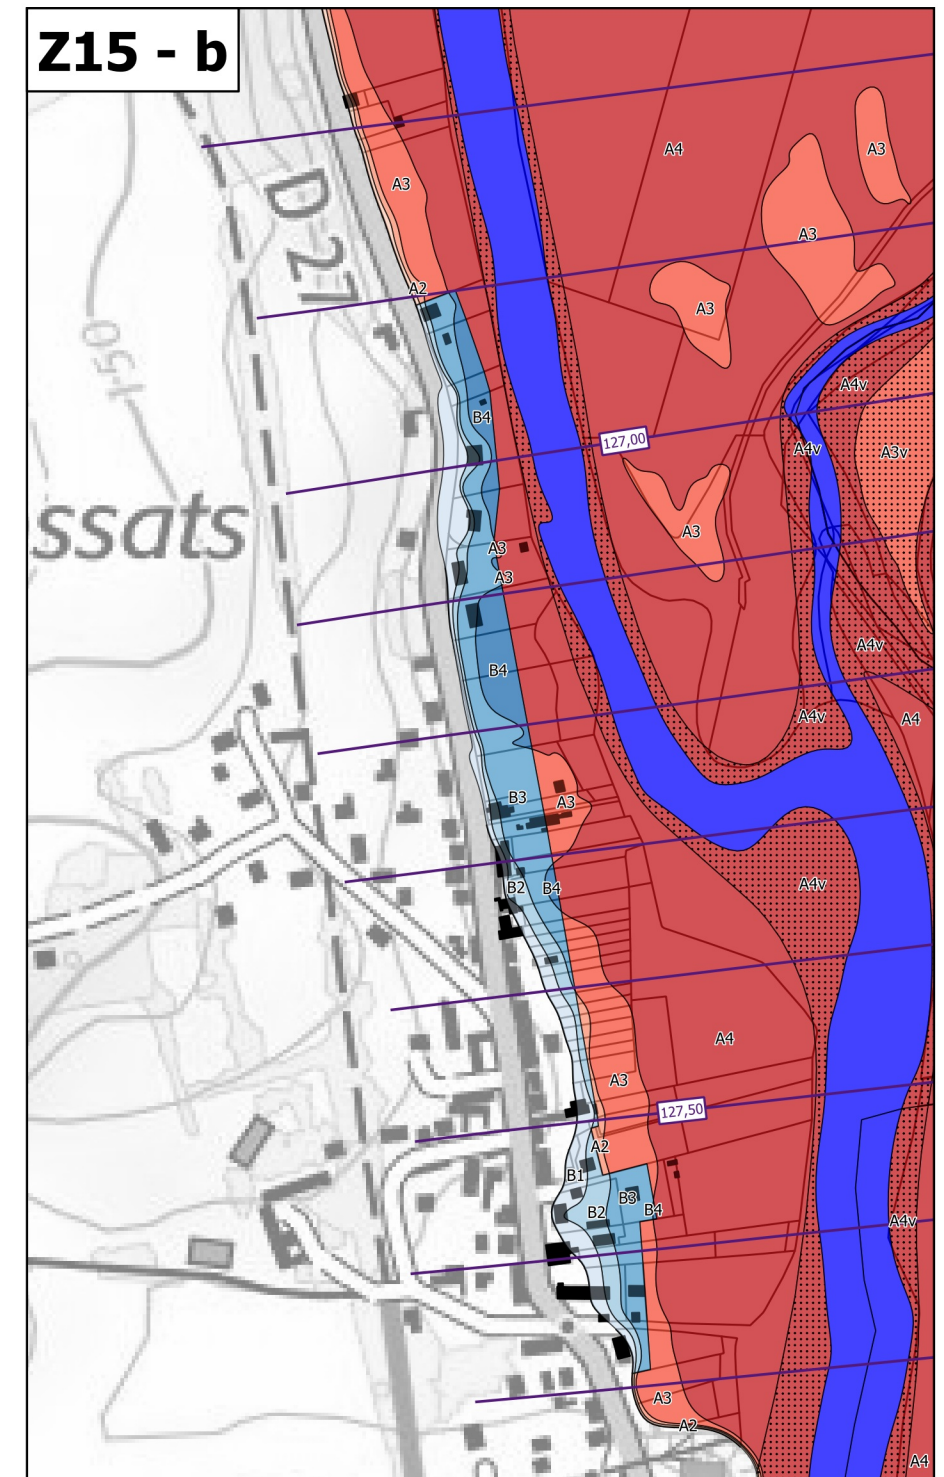 Z15 - b
A4
A3
A3
D 27
A3
A2
A3
150
A4v
B4
127,00
A4v
A3v
ssats
A3
A3
A3
A4v
B4
A4v
A4
B3
A3
A4v
B2
B4
A4
A3
127,50
A2
B1
B3
B2
B4
A4v
A3
A2
A4